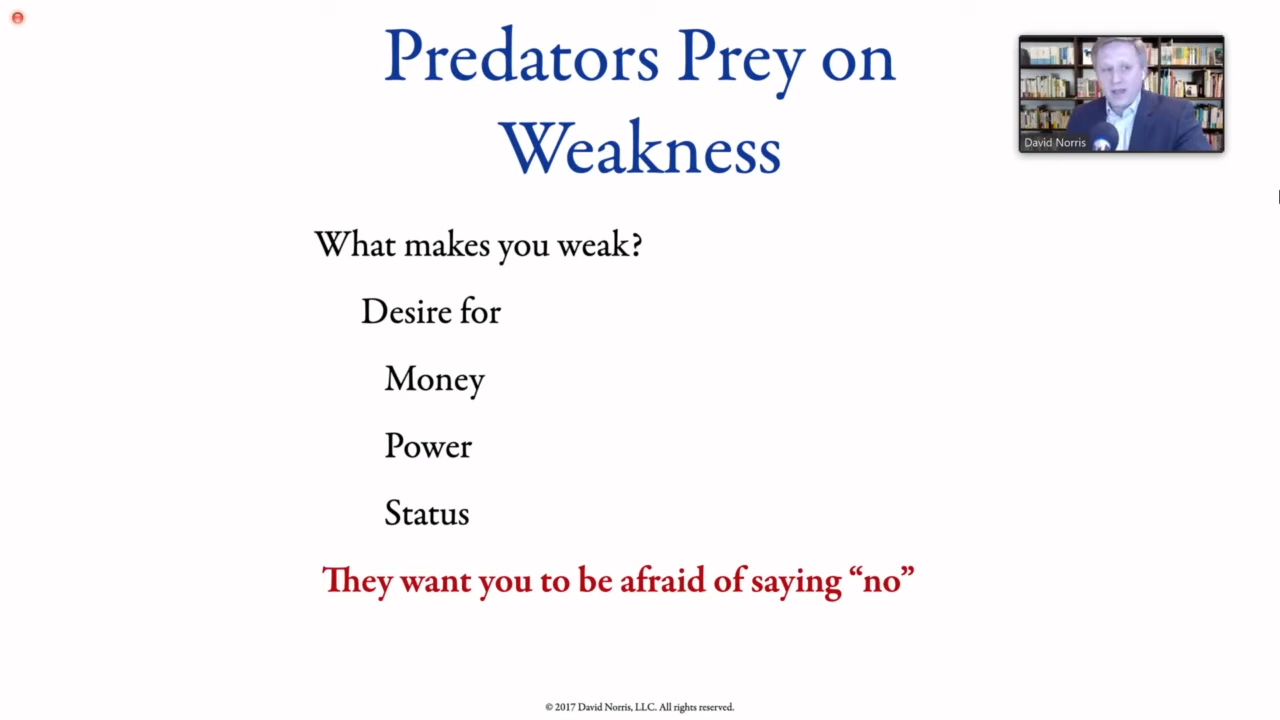 Predators Prey on
Weakness
David Norris
What makes you weak?
Desire for
Money
Power
Status
They want you to be afraid of saying “no”
© 2017 David Norris, LLC. All rights reserved.